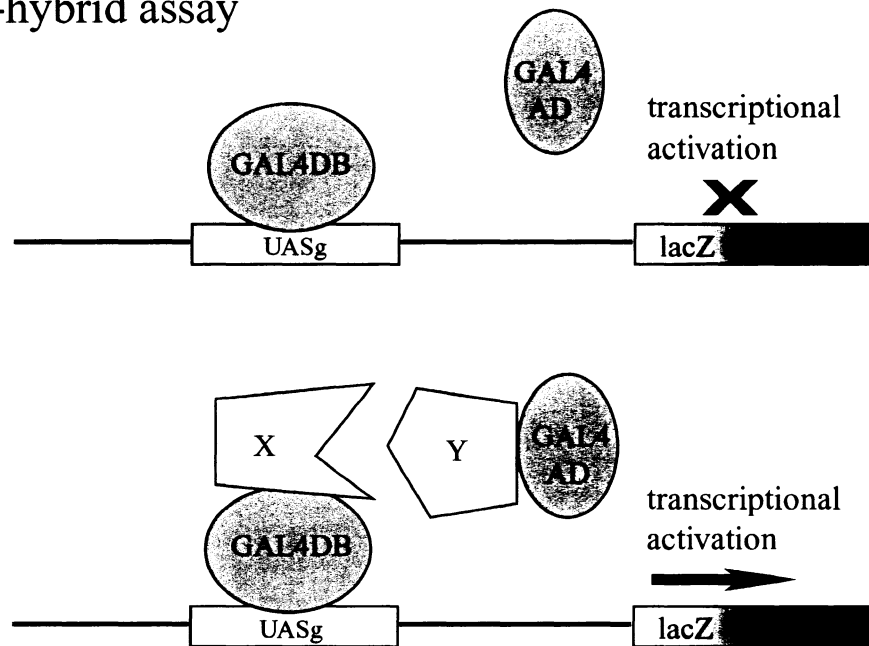 -hybrid assay
GAL4
AD
transcriptional
activation
GAL4DB
UASg
lacZ
X
Y
GAL4
AD
transcriptional
activation
GAL4DB
UASg
lacZ